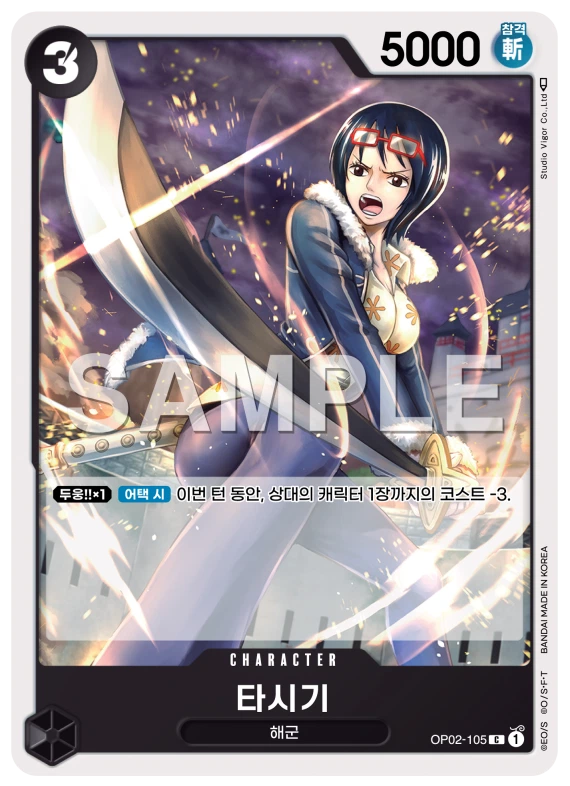 3
5000
참격
斬
Studio Vigor Co.,Ltd
SAMPLE
두웅!!×1 어택 시 이번 턴 동안, 상대의 캐릭터 1장까지의 코스트 -3.
CHARACTER
타시기
해군
OP02-105 C 1
©EO/S ©O/S·F·T BANDAI MADE IN KOREA